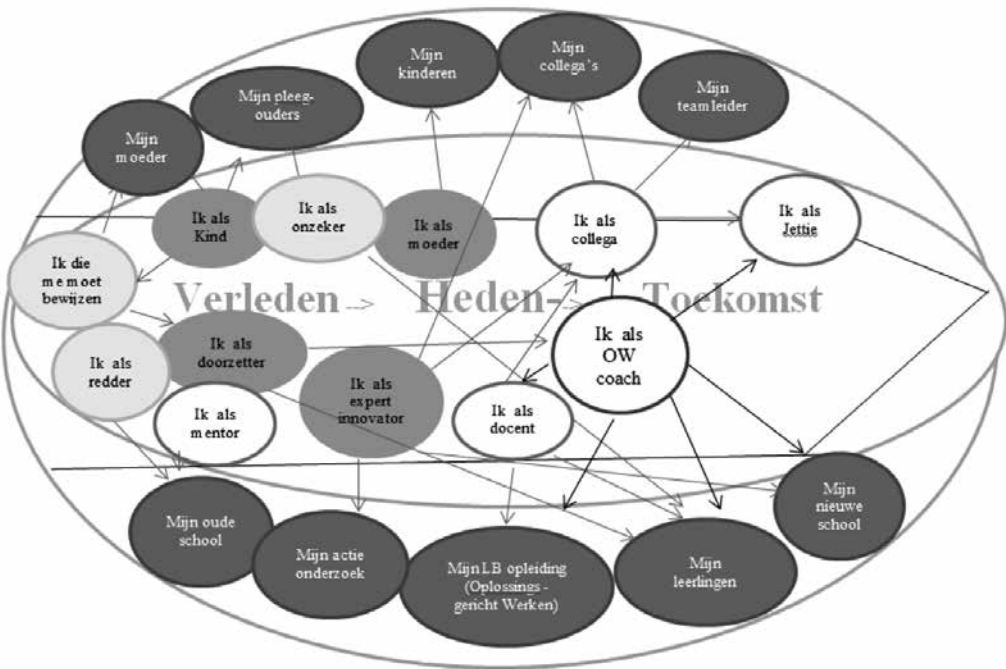 Mijn
kinderen
Mijn
collega's
Mijn
teamleider
Mijn pleeg-
ouders
Mijn
moeder
Ik als
Kind
Ik als
onzeker
Ik als
moeder
Ik als
collega
Ik als
Jettie
Ik die
me moet
bewijzen
Verleden
Heden-
Toekomst
Ik als
redder
Ik als
doorzetter
Ik als
mentor
Ik als
expert
innovator
Ik als
docent
Ik als
OW
coach
Mijn oude
school
Mijn actie
onderzoek
Mijn LB opleiding
(Oplossings-
gericht Werken)
Mijn
leerlingen
Mijn
nieuwe
school